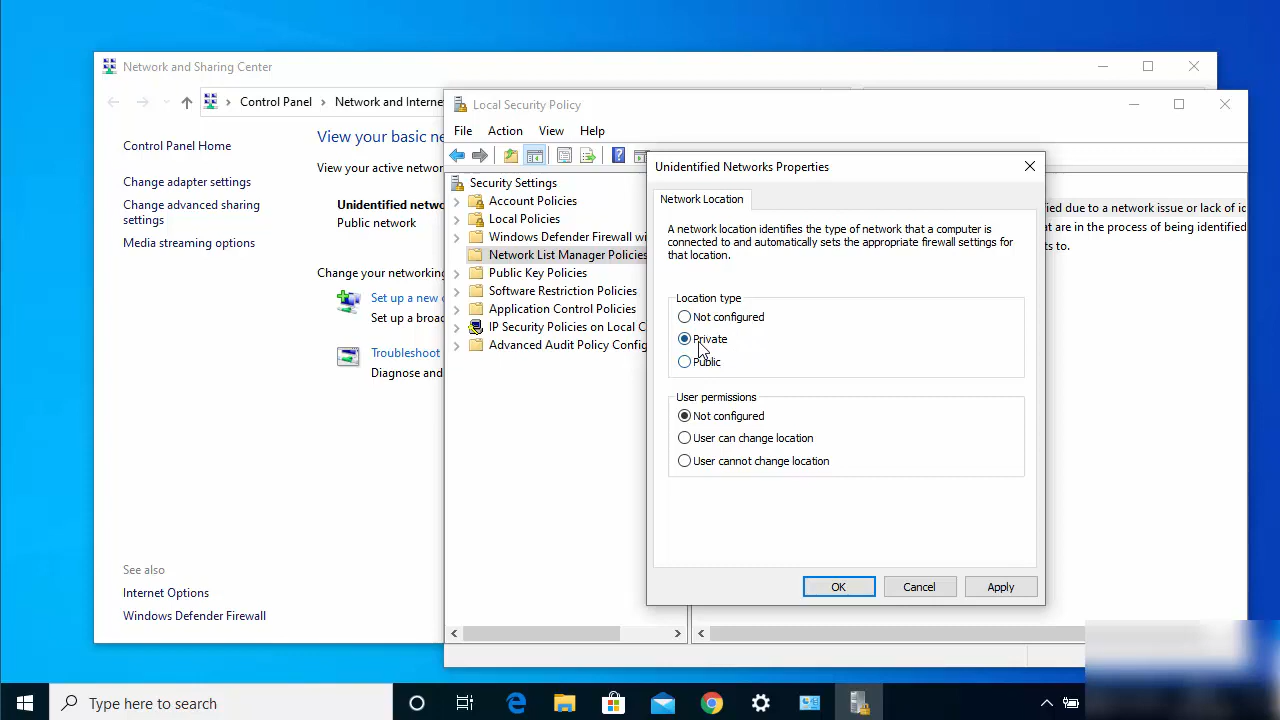 Network and Sharing Center
Control Panel
Network and Interne
Control Panel Home
Change adapter settings
Change advanced sharing
settings
Media streaming options
View your basic ne
View your active networ
Unidentified netwo
Public network
Change your networking
Set up a new c
Set up a broac
Troubleshoot
Diagnose and
See also
Internet Options
Windows Defender Firewall
Local Security Policy
File Action View Help
Security Settings
Account Policies
Local Policies
Windows Defender Firewall wi
Network List Manager Policies
Public Key Policies
Software Restriction Policies
Application Control Policies
IP Security Policies on Local C
Advanced Audit Policy Config
ied due to a network issue or lack of id
at are in the process of being identified
s to.
Unidentified Networks Properties
Network Location
A network location identifies the type of network that a computer is
connected to and automatically sets the appropriate firewall settings for
that location.
Location type
Not configured
Private
Public
User permissions
Not configured
User can change location
User cannot change location
OK Cancel Apply
Type here to search